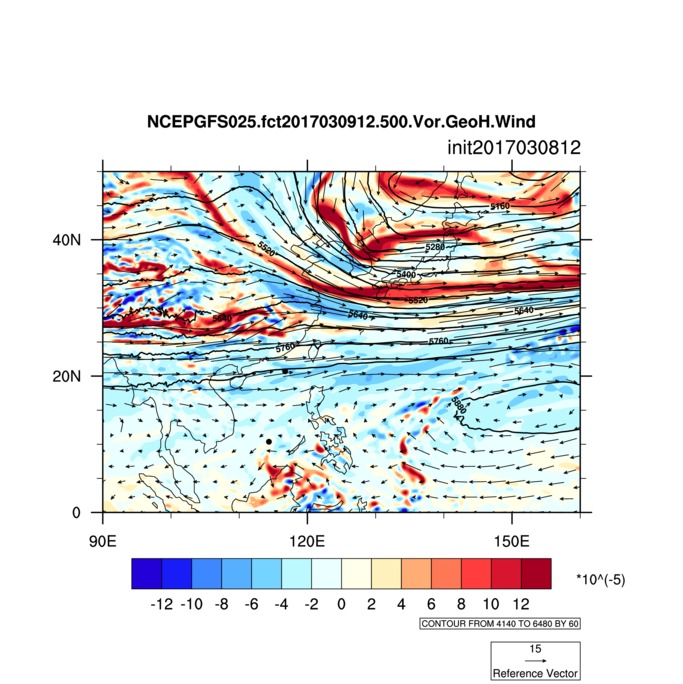 NCEPGFS025.fct2017030912.500.Vor.GeoH.Wind
init2017030812
5160
40N
5280
5520
5400
5520
5640
5640
5640
5760
5760
20N
5880
0
90E 120E 150E
-12 -10 -8 -6 -4 -2 0 2 4 6 8 10 12
*10^(-5)
CONTOUR FROM 4140 TO 6480 BY 60
15
Reference Vector